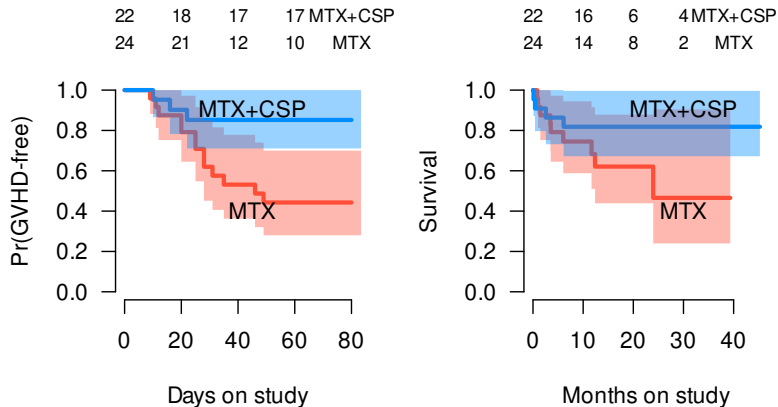 22 18 17 17 MTX+CSP
24 21 12 10 MTX
1.0
0.8
0.6
0.4
0.2
0.0
Pr(GVHD-free)
MTX+CSP
MTX
0 20 40 60 80
Days on study
22 16 6 4 MTX+CSP
24 14 8 2 MTX
1.0
0.8
0.6
0.4
0.2
0.0
Survival
MTX+CSP
MTX
0 10 20 30 40
Months on study